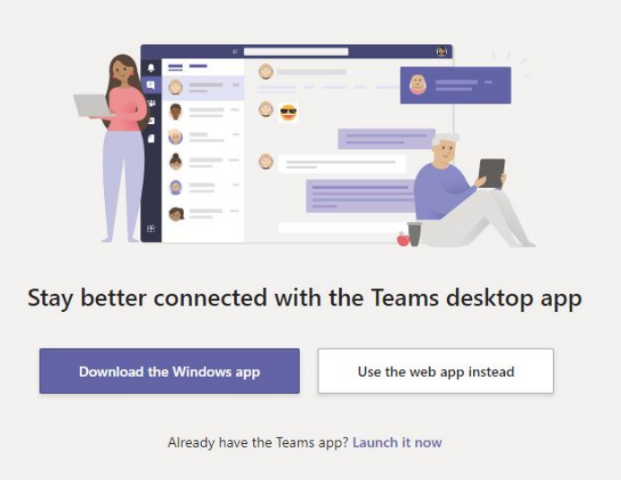 Stay better connected with the Teams desktop app
Download the Windows app
Use the web app instead
Already have the Teams app? Launch it now